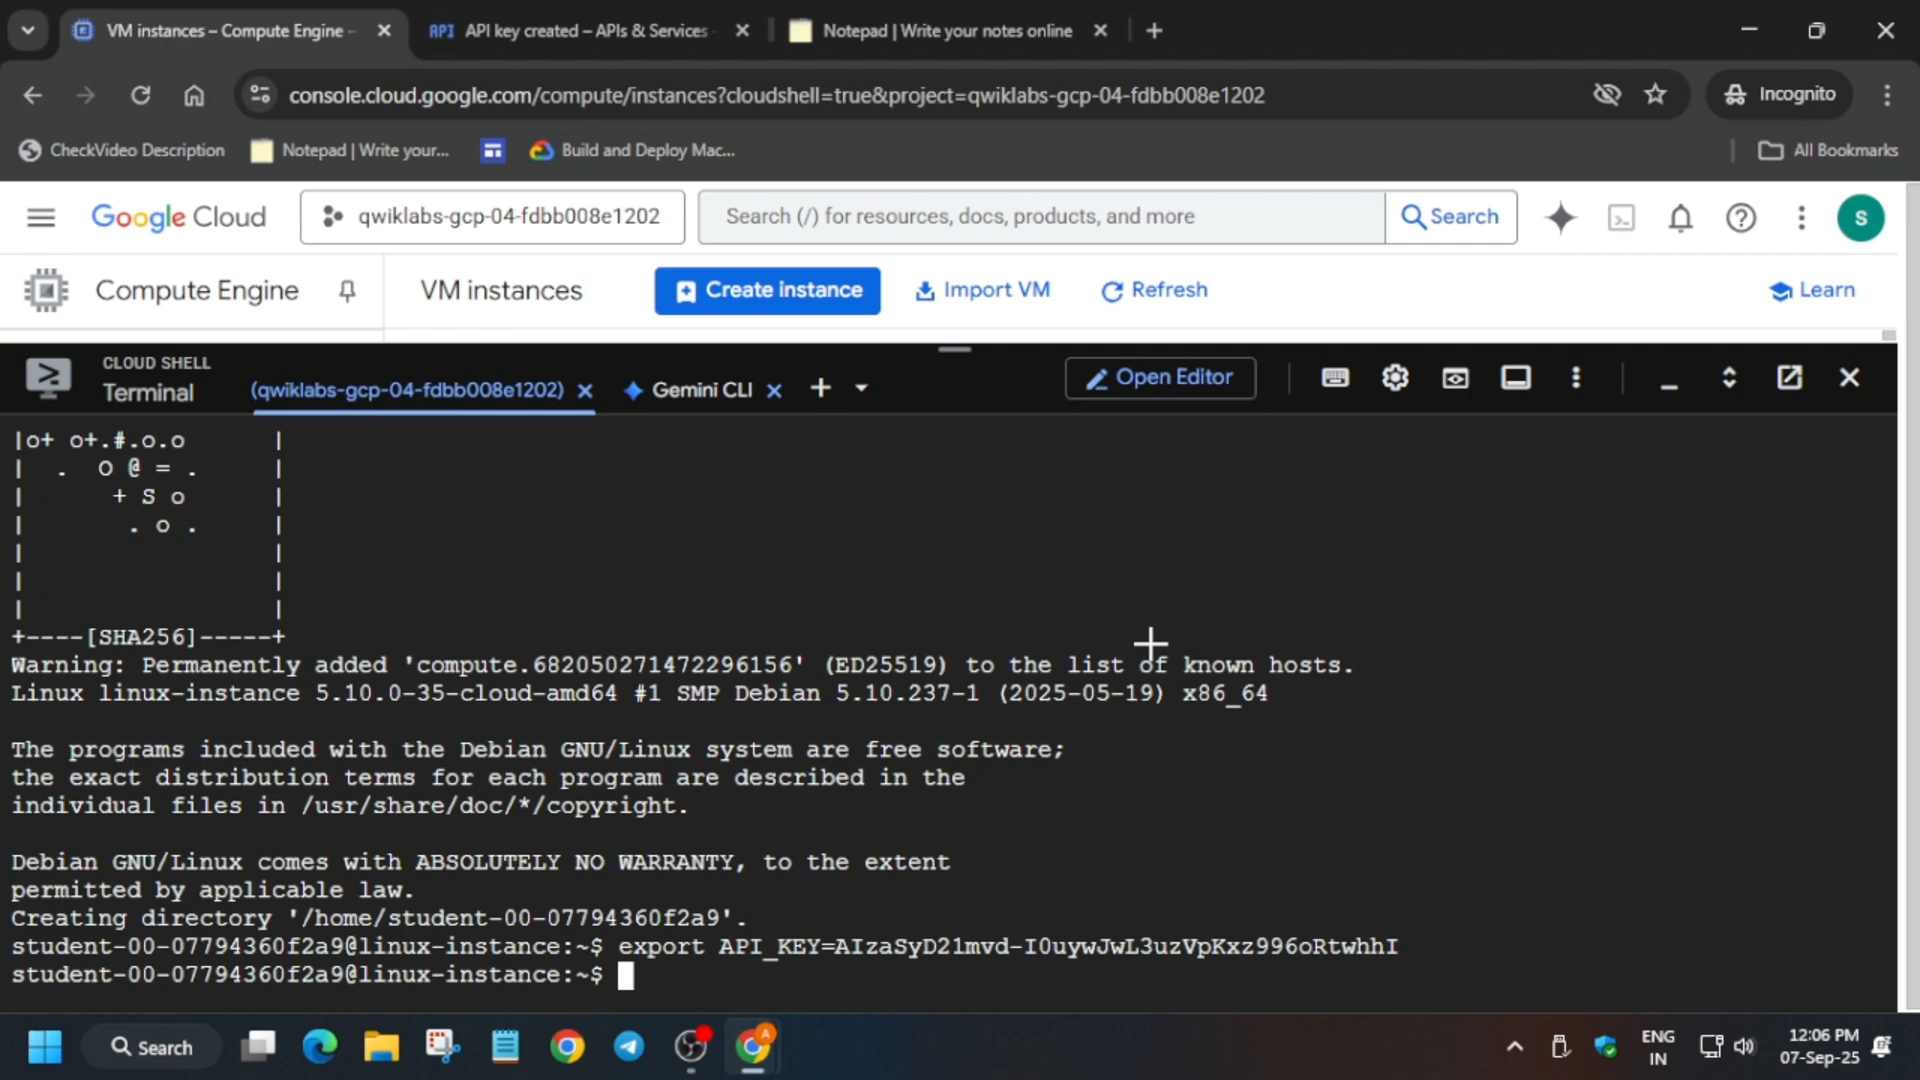 VM instances – Compute Engine –
API API key created – APIs & Services
Notepad | Write your notes online
console.cloud.google.com/compute/instances?cloudshell=true&project=qwiklabs-gcp-04-fdbb008e1202
Incognito
CheckVideo Description
Notepad | Write your...
Build and Deploy Mac...
All Bookmarks
Google Cloud
qwiklabs-gcp-04-fdbb008e1202
Search (/) for resources, docs, products, and more
Search
S
Compute Engine
VM instances
Create instance
Import VM
Refresh
Learn
CLOUD SHELL
Terminal
(qwiklabs-gcp-04-fdbb008e1202)
Gemini CLI
Open Editor
|o+ o+.#.o.o      |
|  .  O @ = .     |
|      + S o      |
|       . o .     |
|                 |
|                 |
|                 |
+----[SHA256]-----+
Warning: Permanently added 'compute.682050271472296156' (ED25519) to the list of known hosts.
Linux linux-instance 5.10.0-35-cloud-amd64 #1 SMP Debian 5.10.237-1 (2025-05-19) x86_64
The programs included with the Debian GNU/Linux system are free software;
the exact distribution terms for each program are described in the
individual files in /usr/share/doc/*/copyright.
Debian GNU/Linux comes with ABSOLUTELY NO WARRANTY, to the extent
permitted by applicable law.
Creating directory '/home/student-00-07794360f2a9'.
student-00-07794360f2a9@linux-instance:~$ export API_KEY=AIzaSyD21mvd-I0uywJwL3uzVpKxz996oRtwhhI
student-00-07794360f2a9@linux-instance:~$
Search
A
ENG
IN
12:06 PM
07-Sep-25